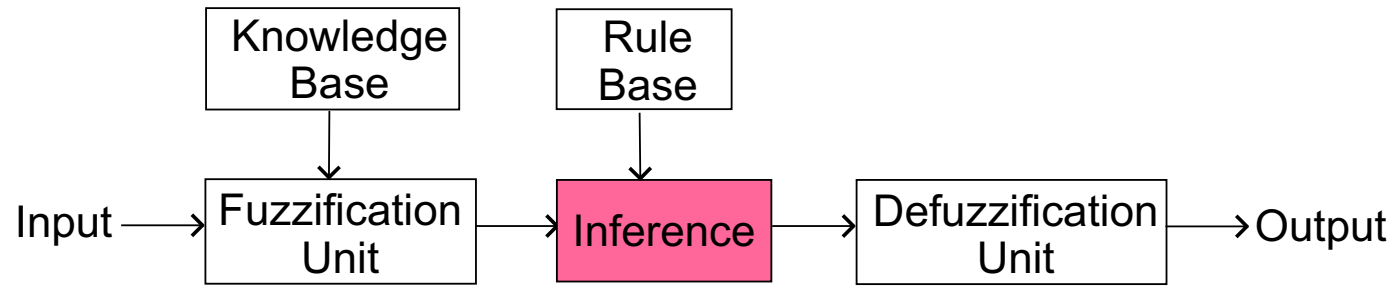 Knowledge
Base
Rule
Base
Input
Fuzzification
Unit
Inference
Defuzzification
Unit
Output